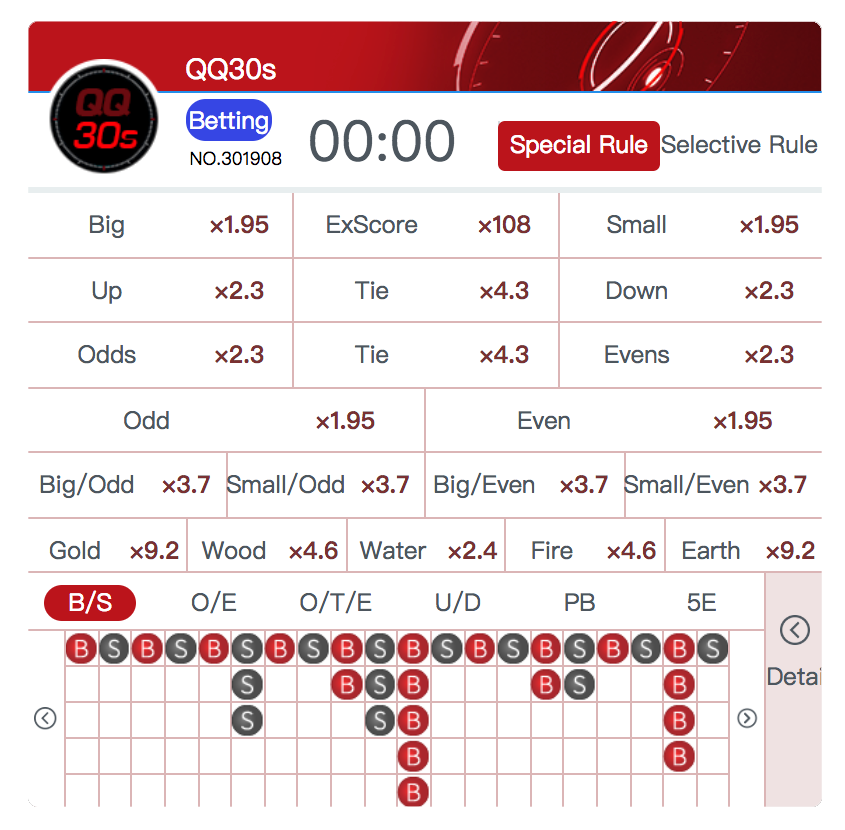 QQ30s
QQ
30s
Betting
NO.301908
00:00
Special Rule
Selective Rule
Big ×1.95 ExScore ×108 Small ×1.95
Up ×2.3 Tie ×4.3 Down ×2.3
Odds ×2.3 Tie ×4.3 Evens ×2.3
Odd ×1.95 Even ×1.95
Big/Odd ×3.7 Small/Odd ×3.7 Big/Even ×3.7 Small/Even ×3.7
Gold ×9.2 Wood ×4.6 Water ×2.4 Fire ×4.6 Earth ×9.2
B/S O/E O/T/E U/D PB 5E
Detai
B S B S B S B S B S B S B S B S B S B S
S B S B B S B
S S B B
B B
B